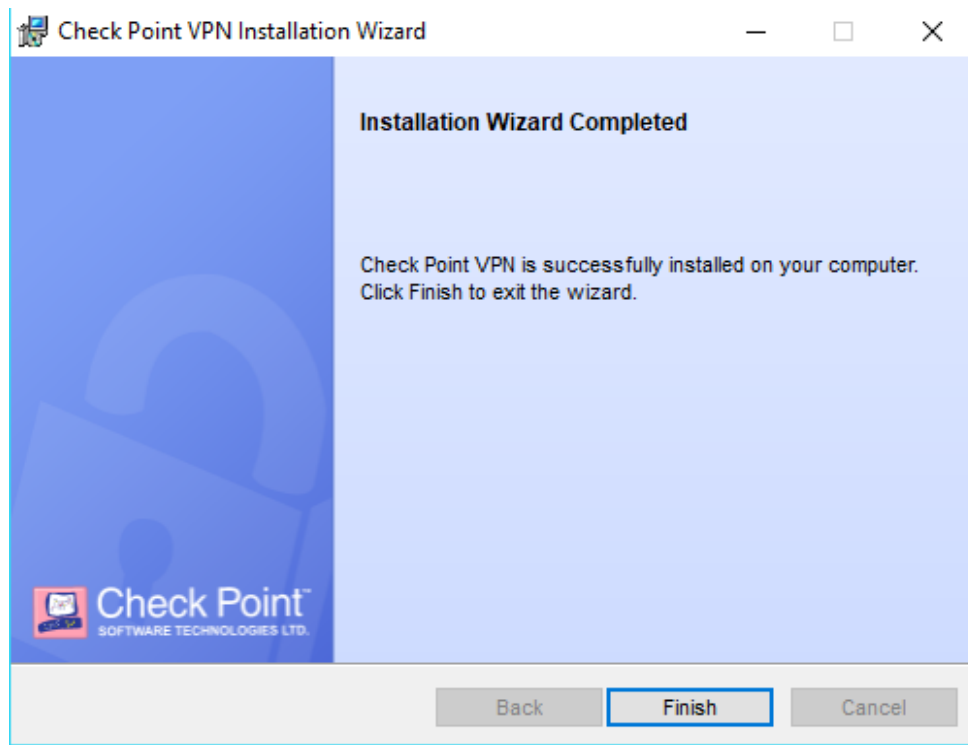 Check Point VPN Installation Wizard
Installation Wizard Completed
Check Point VPN is successfully installed on your computer.
Click Finish to exit the wizard.
Check Point™
SOFTWARE TECHNOLOGIES LTD.
Back
Finish
Cancel